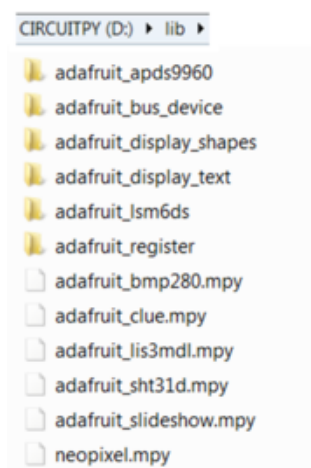 CIRCUITPY (D:) ▸ lib ▸
adafruit_apds9960
adafruit_bus_device
adafruit_display_shapes
adafruit_display_text
adafruit_lsm6ds
adafruit_register
adafruit_bmp280.mpy
adafruit_clue.mpy
adafruit_lis3mdl.mpy
adafruit_sht31d.mpy
adafruit_slideshow.mpy
neopixel.mpy